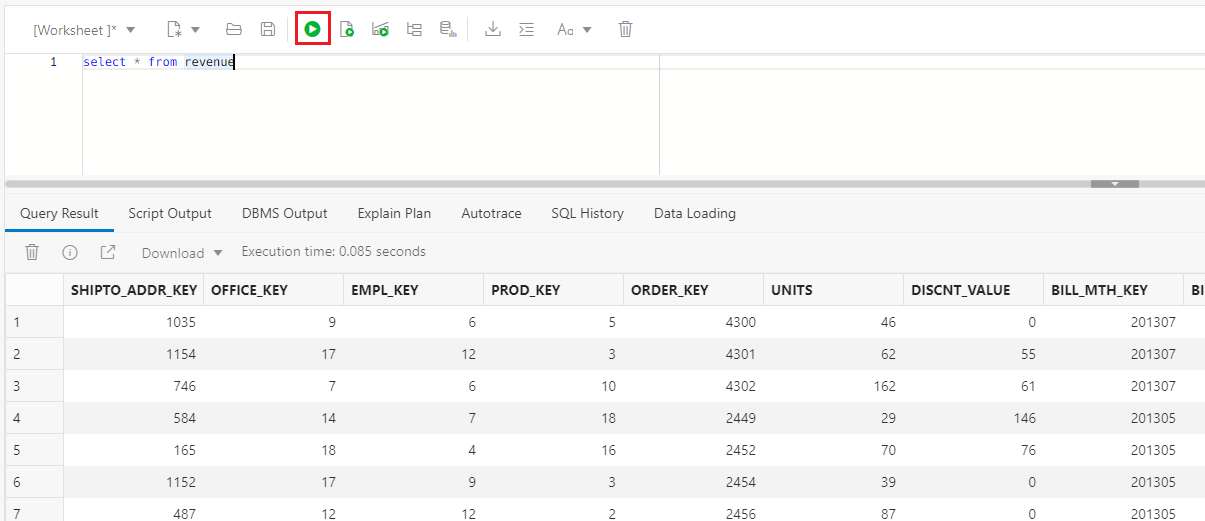 [Worksheet ]*
Aa
1 select * from revenue
Query Result Script Output DBMS Output Explain Plan Autotrace SQL History Data Loading
Download Execution time: 0.085 seconds
SHIPTO_ADDR_KEY OFFICE_KEY EMPL_KEY PROD_KEY ORDER_KEY UNITS DISCNT_VALUE BILL_MTH_KEY BI
1 1035 9 6 5 4300 46 0 201307
2 1154 17 12 3 4301 62 55 201307
3 746 7 6 10 4302 162 61 201307
4 584 14 7 18 2449 29 146 201305
5 165 18 4 16 2452 70 76 201305
6 1152 17 9 3 2454 39 0 201305
7 487 12 12 2 2456 87 0 201305